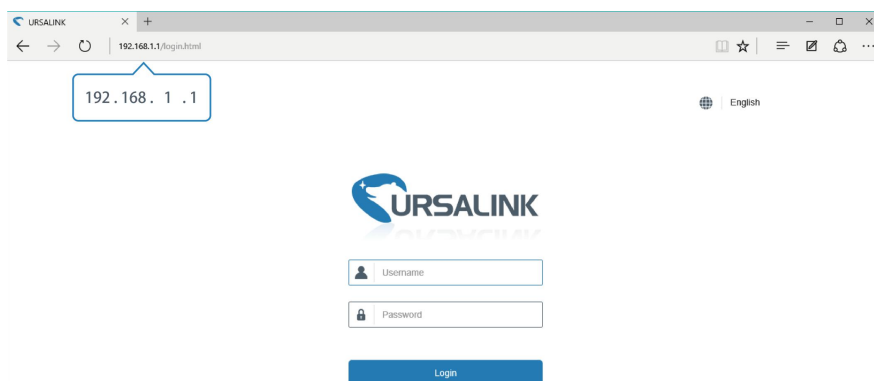 URSALINK
192.168.1.1/login.html
192.168. 1 .1
English
URSALINK
Username
Password
Login